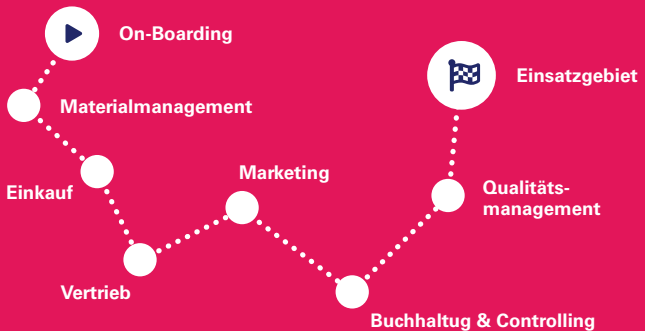 On-Boarding
Materialmanagement
Einkauf
Vertrieb
Marketing
Buchhaltug & Controlling
Qualitäts-
management
Einsatzgebiet